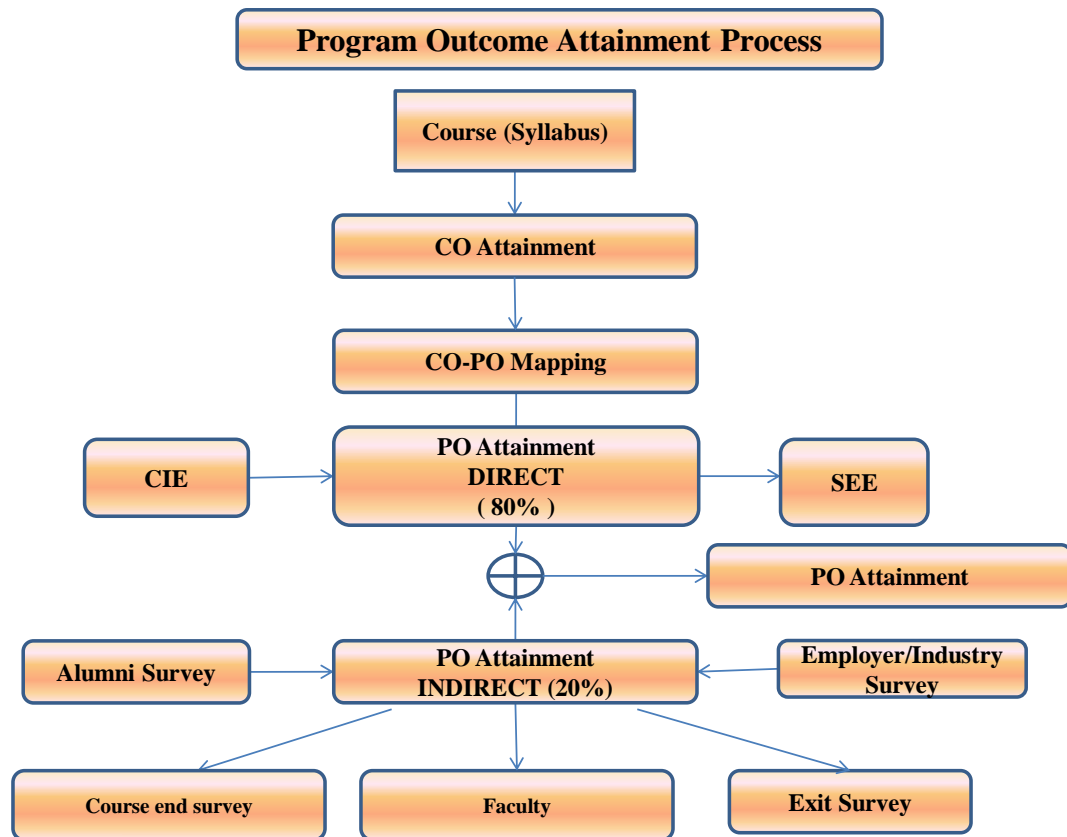 Program Outcome Attainment Process
Course (Syllabus)
CO Attainment
CO-PO Mapping
PO Attainment
DIRECT
( 80% )
CIE
SEE
PO Attainment
Alumni Survey
PO Attainment
INDIRECT (20%)
Employer/Industry
Survey
Course end survey
Faculty
Exit Survey